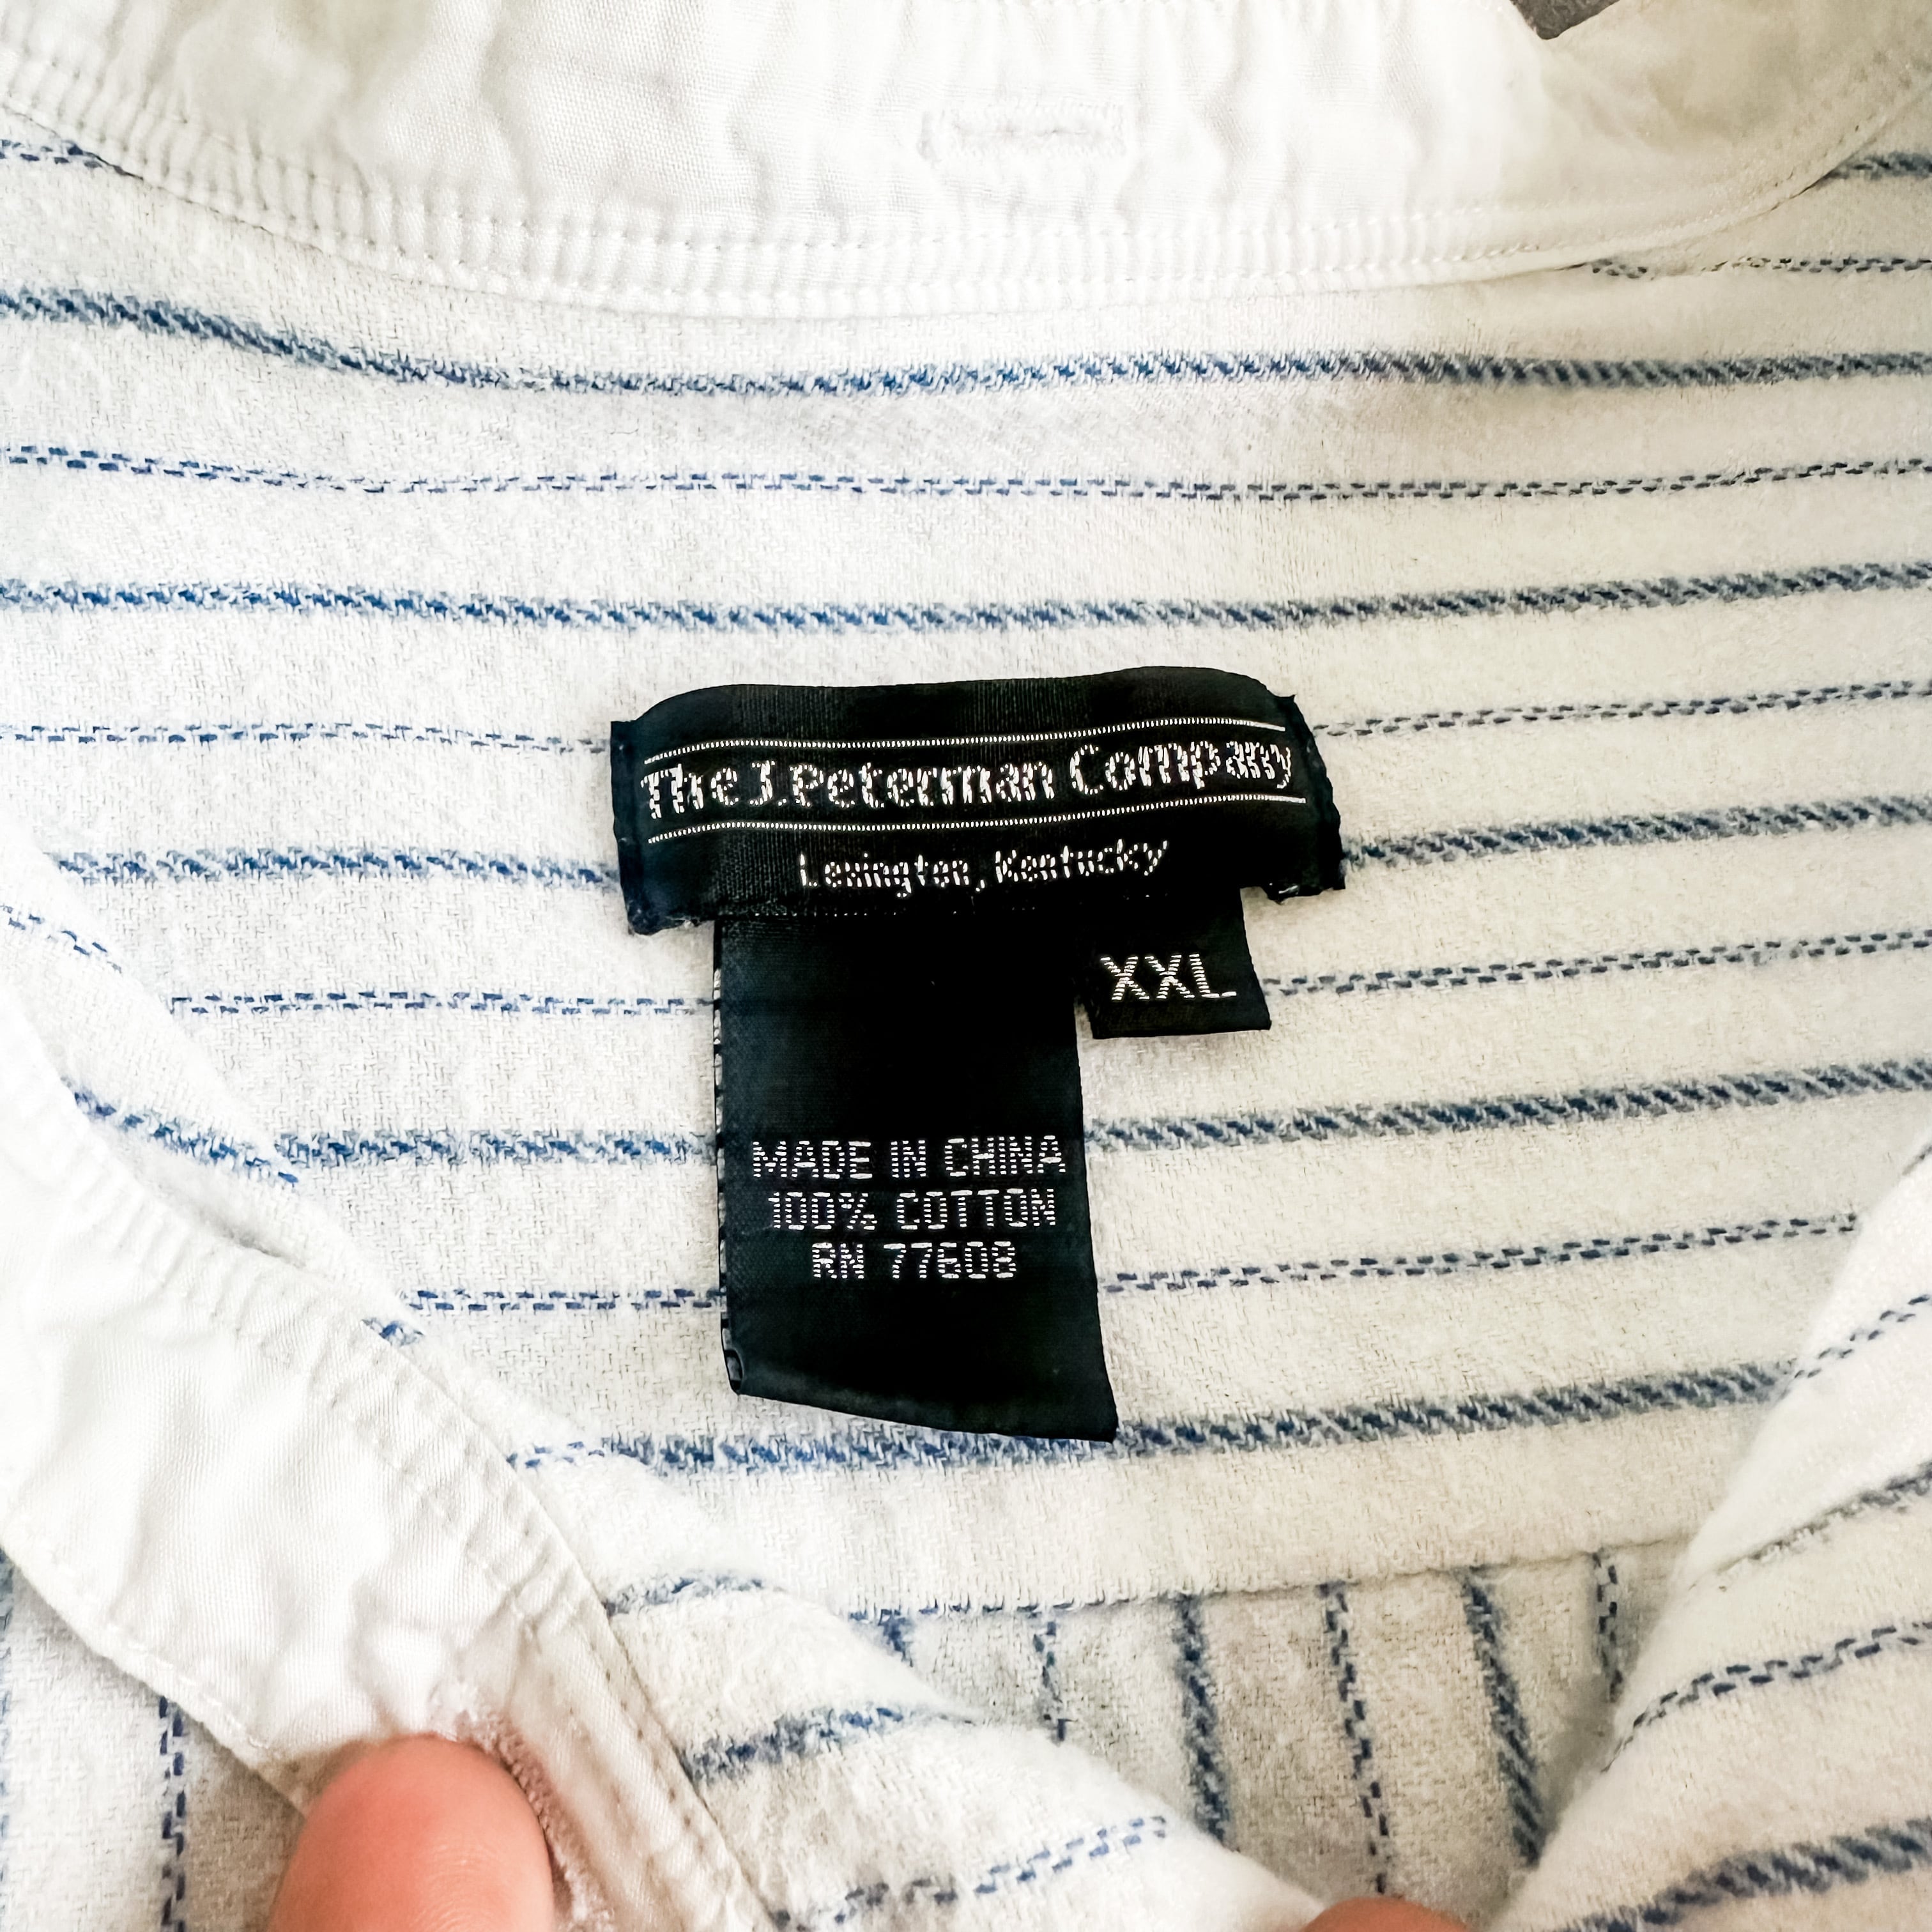 The J. Peterman Company
Lexington, Kentucky
XXL
MADE IN CHINA
100% COTTON
RN 77608